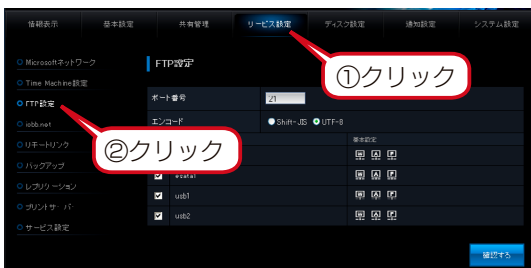 情報表示 基本設定 共有管理 サービス設定 ディスク設定 通知設定 システム設定
Microsoftネットワーク
Time Machine設定
FTP設定
iobb.net
リモートリンク
バックアップ
レプリケーション
プリントサーバー
サービス設定
FTP設定
①クリック
ポート番号 21
エンコード Shift-JIS UTF-8
②クリック
基本設定
esata1
usb1
usb2
確認する